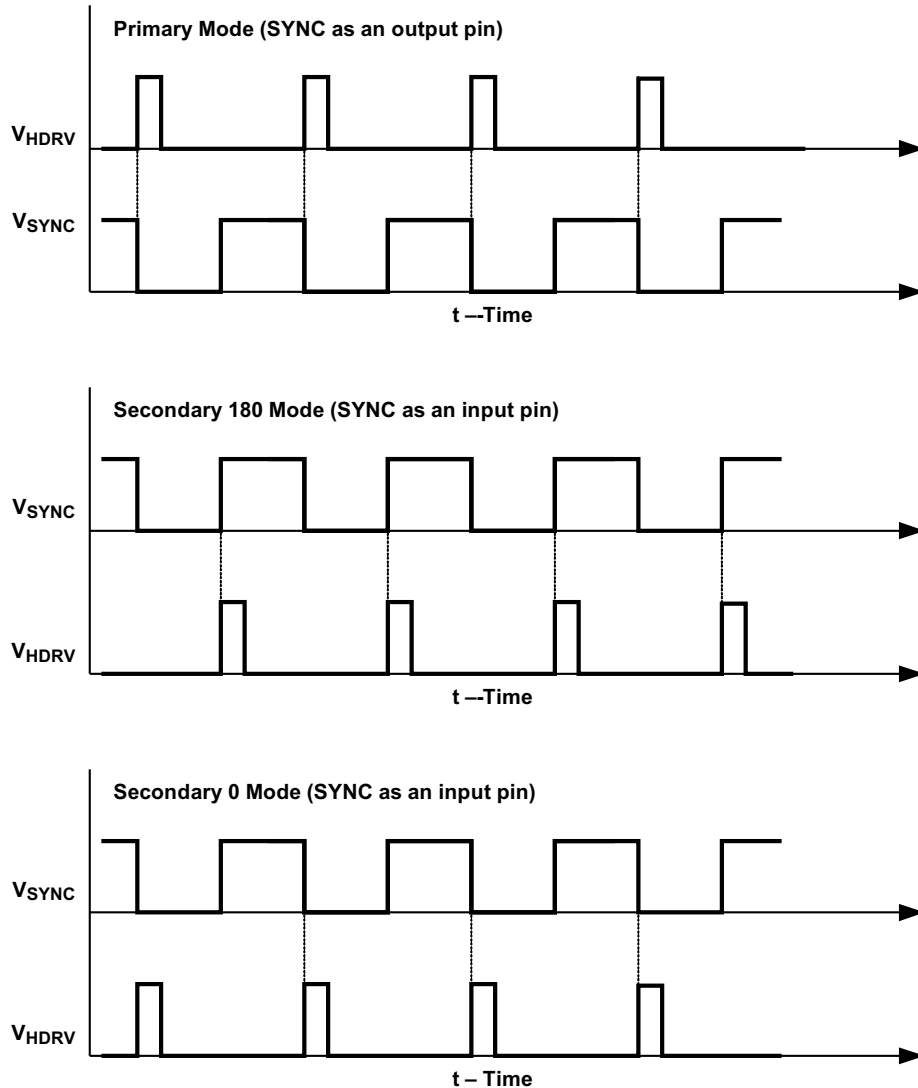 Primary Mode (SYNC as an output pin)
VHDRV
VSYNC
t –-Time
Secondary 180 Mode (SYNC as an input pin)
VSYNC
VHDRV
t –-Time
Secondary 0 Mode (SYNC as an input pin)
VSYNC
VHDRV
t – Time